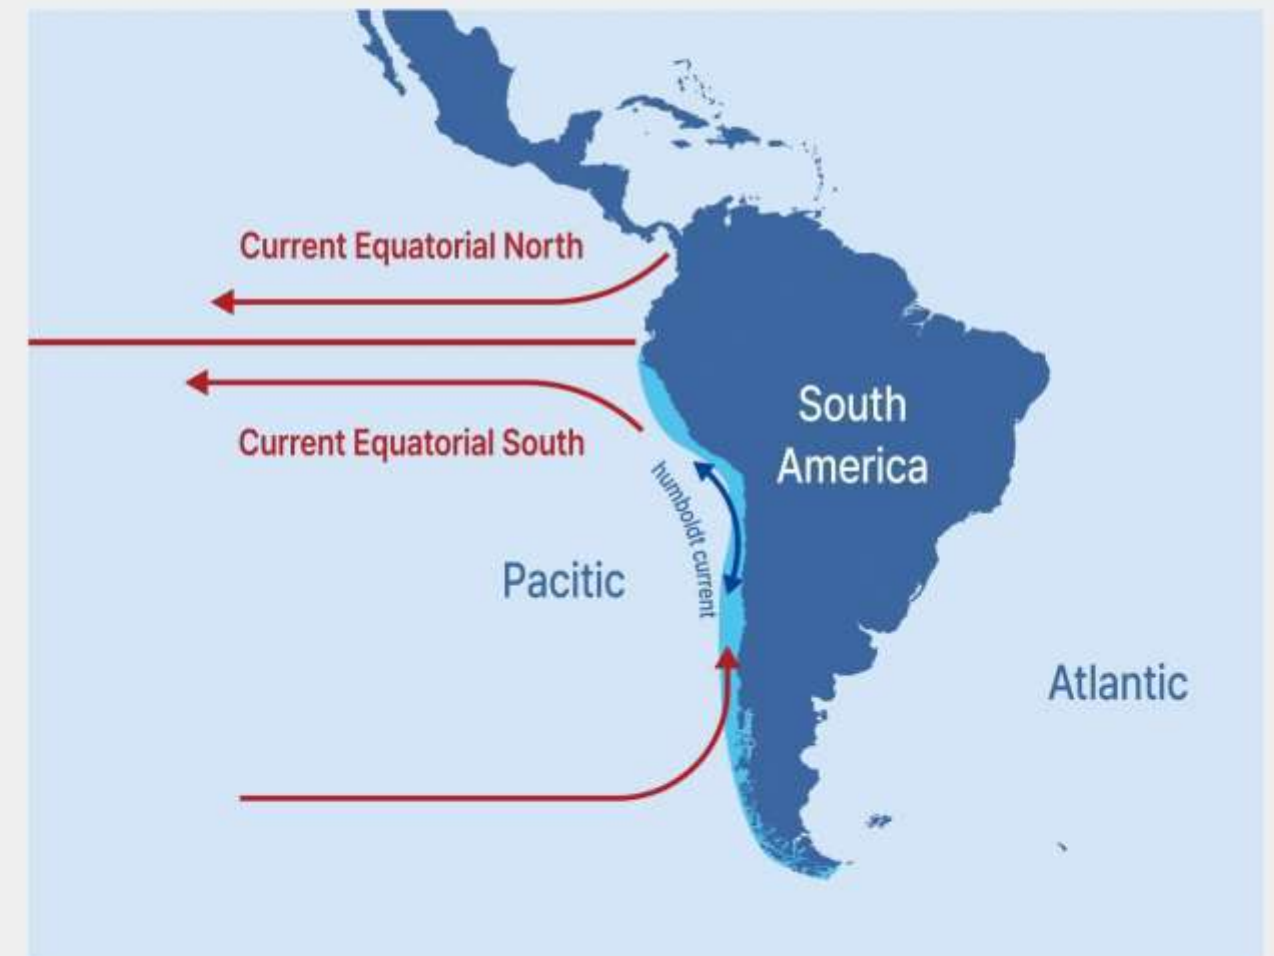 Current Equatorial North
South
America
Current Equatorial South
humboldt current
Pacitic
Atlantic